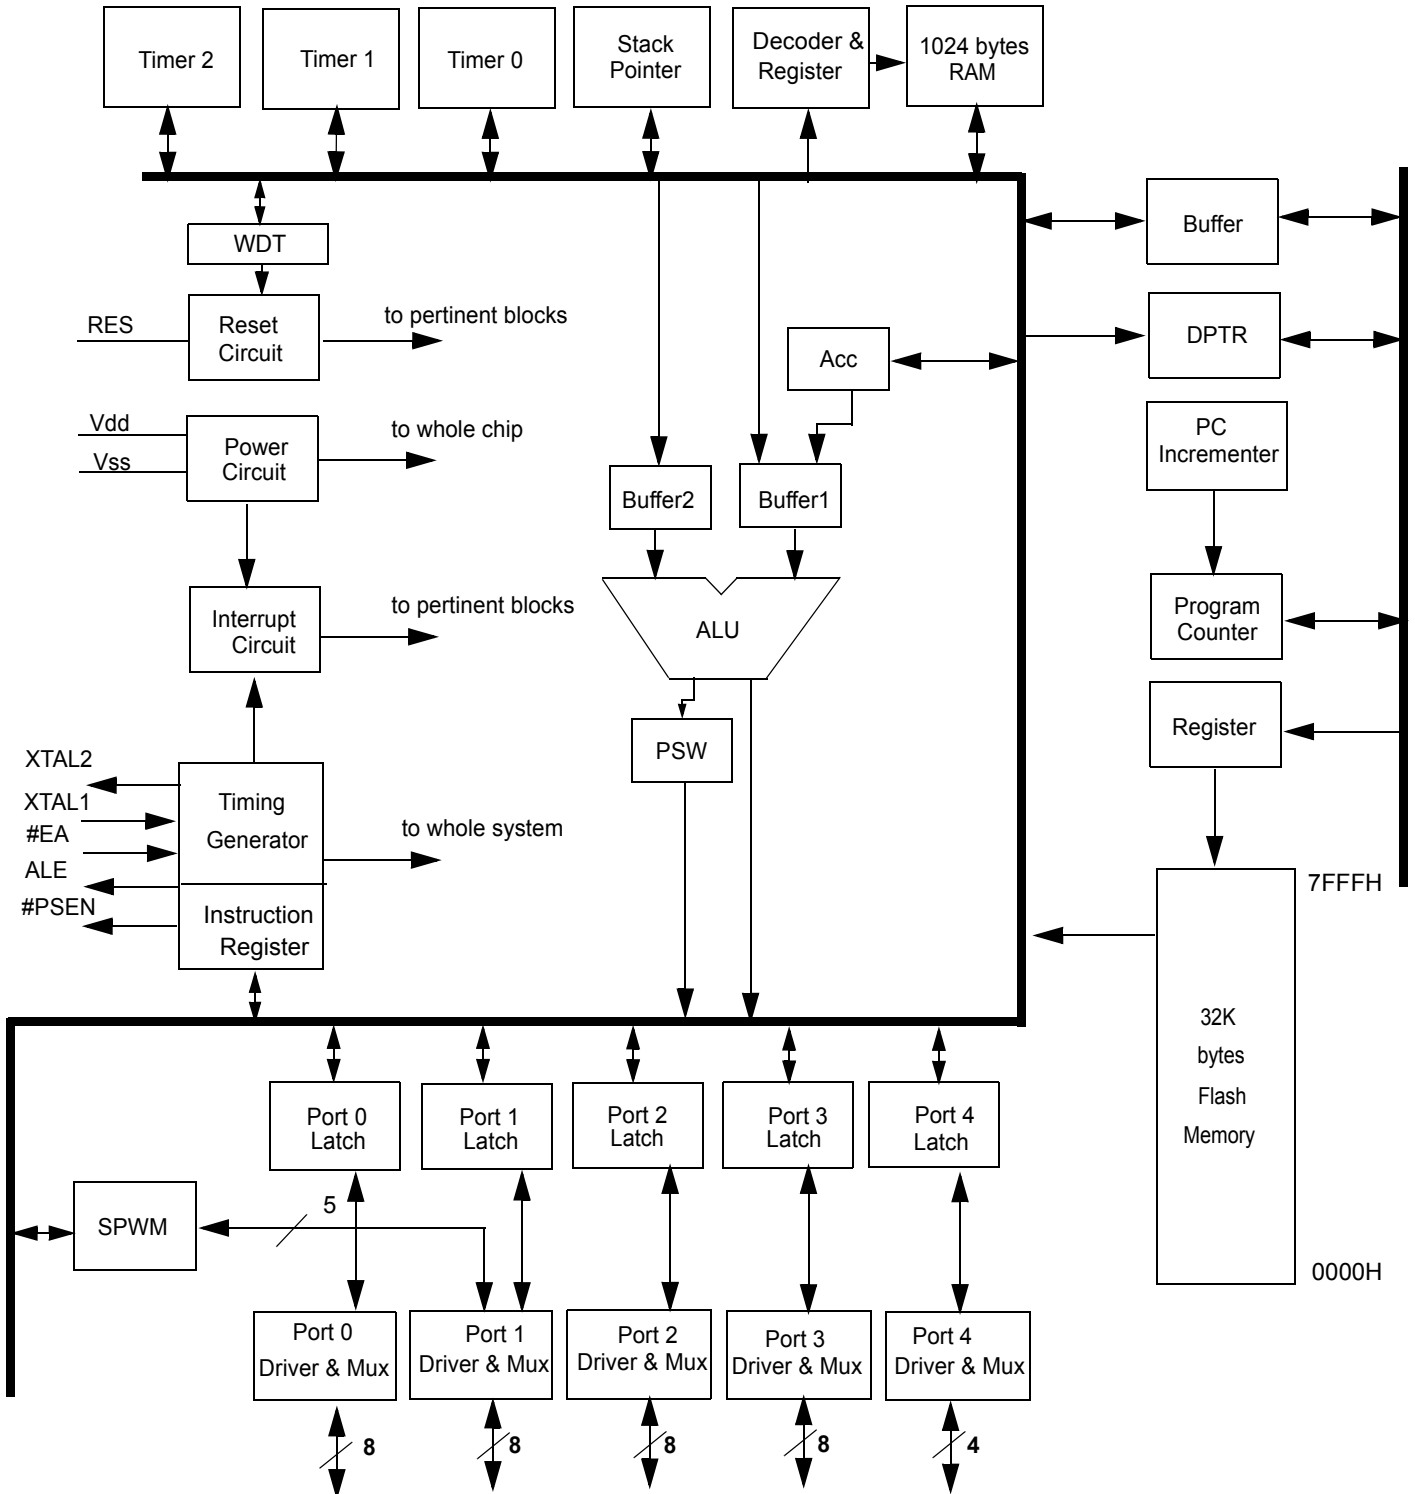 Timer 2
Timer 1
Timer 0
Stack
Pointer
Decoder &
Register
1024 bytes
RAM
WDT
Buffer
RES
Reset
Circuit
to pertinent blocks
Acc
DPTR
Vdd
Vss
Power
Circuit
to whole chip
PC
Incrementer
Buffer2
Buffer1
Interrupt
Circuit
to pertinent blocks
ALU
Program
Counter
PSW
Register
XTAL2
XTAL1
#EA
ALE
#PSEN
Timing
Generator
to whole system
Instruction
Register
7FFFH
32K
bytes
Flash
Memory
0000H
Port 0
Latch
Port 1
Latch
Port 2
Latch
Port 3
Latch
Port 4
Latch
SPWM
5
Port 0
Driver & Mux
Port 1
Driver & Mux
Port 2
Driver & Mux
Port 3
Driver & Mux
Port 4
Driver & Mux
8
8
8
8
4